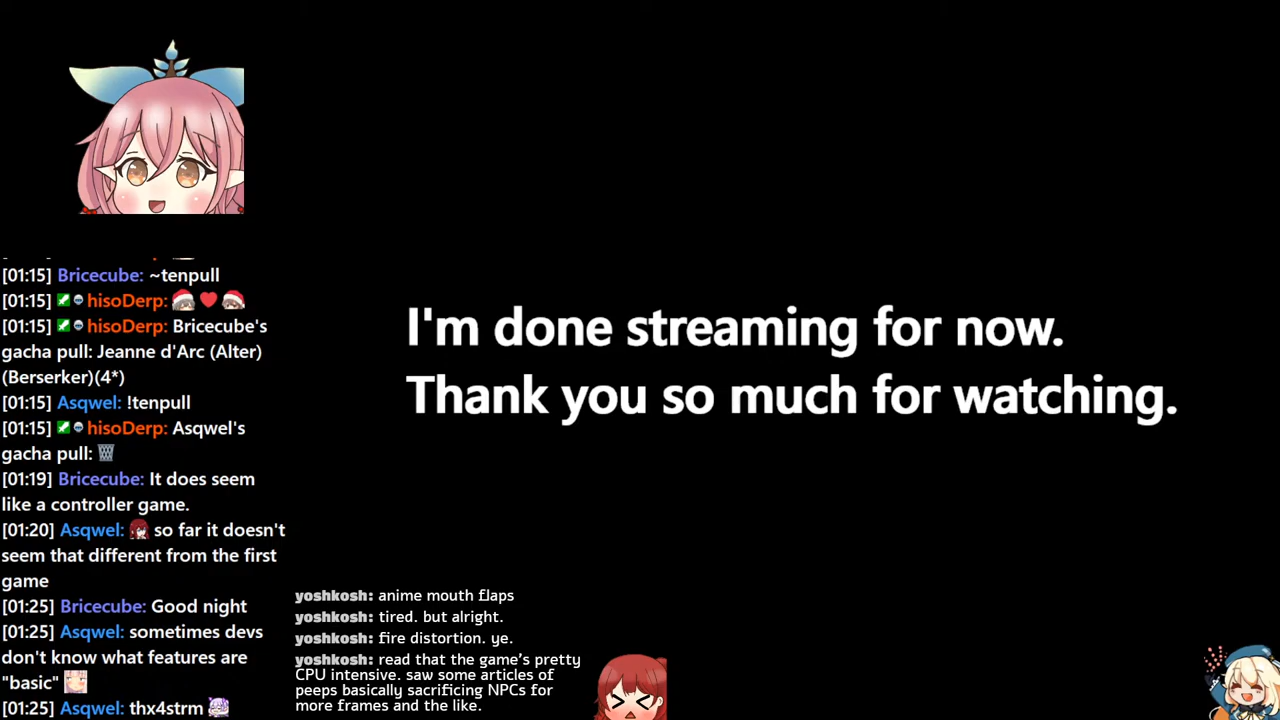 [01:15] Bricecube: ~tenpull
[01:15] hisoDerp:
[01:15] hisoDerp: Bricecube's
gacha pull: Jeanne d'Arc (Alter)
(Berserker)(4*)
[01:15] Asqwel: !tenpull
[01:15] hisoDerp: Asqwel's
gacha pull:
[01:19] Bricecube: It does seem
like a controller game.
[01:20] Asqwel: so far it doesn't
seem that different from the first
game
[01:25] Bricecube: Good night
[01:25] Asqwel: sometimes devs
don't know what features are
"basic"
[01:25] Asqwel: thx4strm
I'm done streaming for now.
Thank you so much for watching.
yoshkosh: anime mouth flaps
yoshkosh: tired. but alright.
yoshkosh: fire distortion. ye.
yoshkosh: read that the game's pretty
CPU intensive. saw some articles of
peeps basically sacrificing NPCs for
more frames and the like.